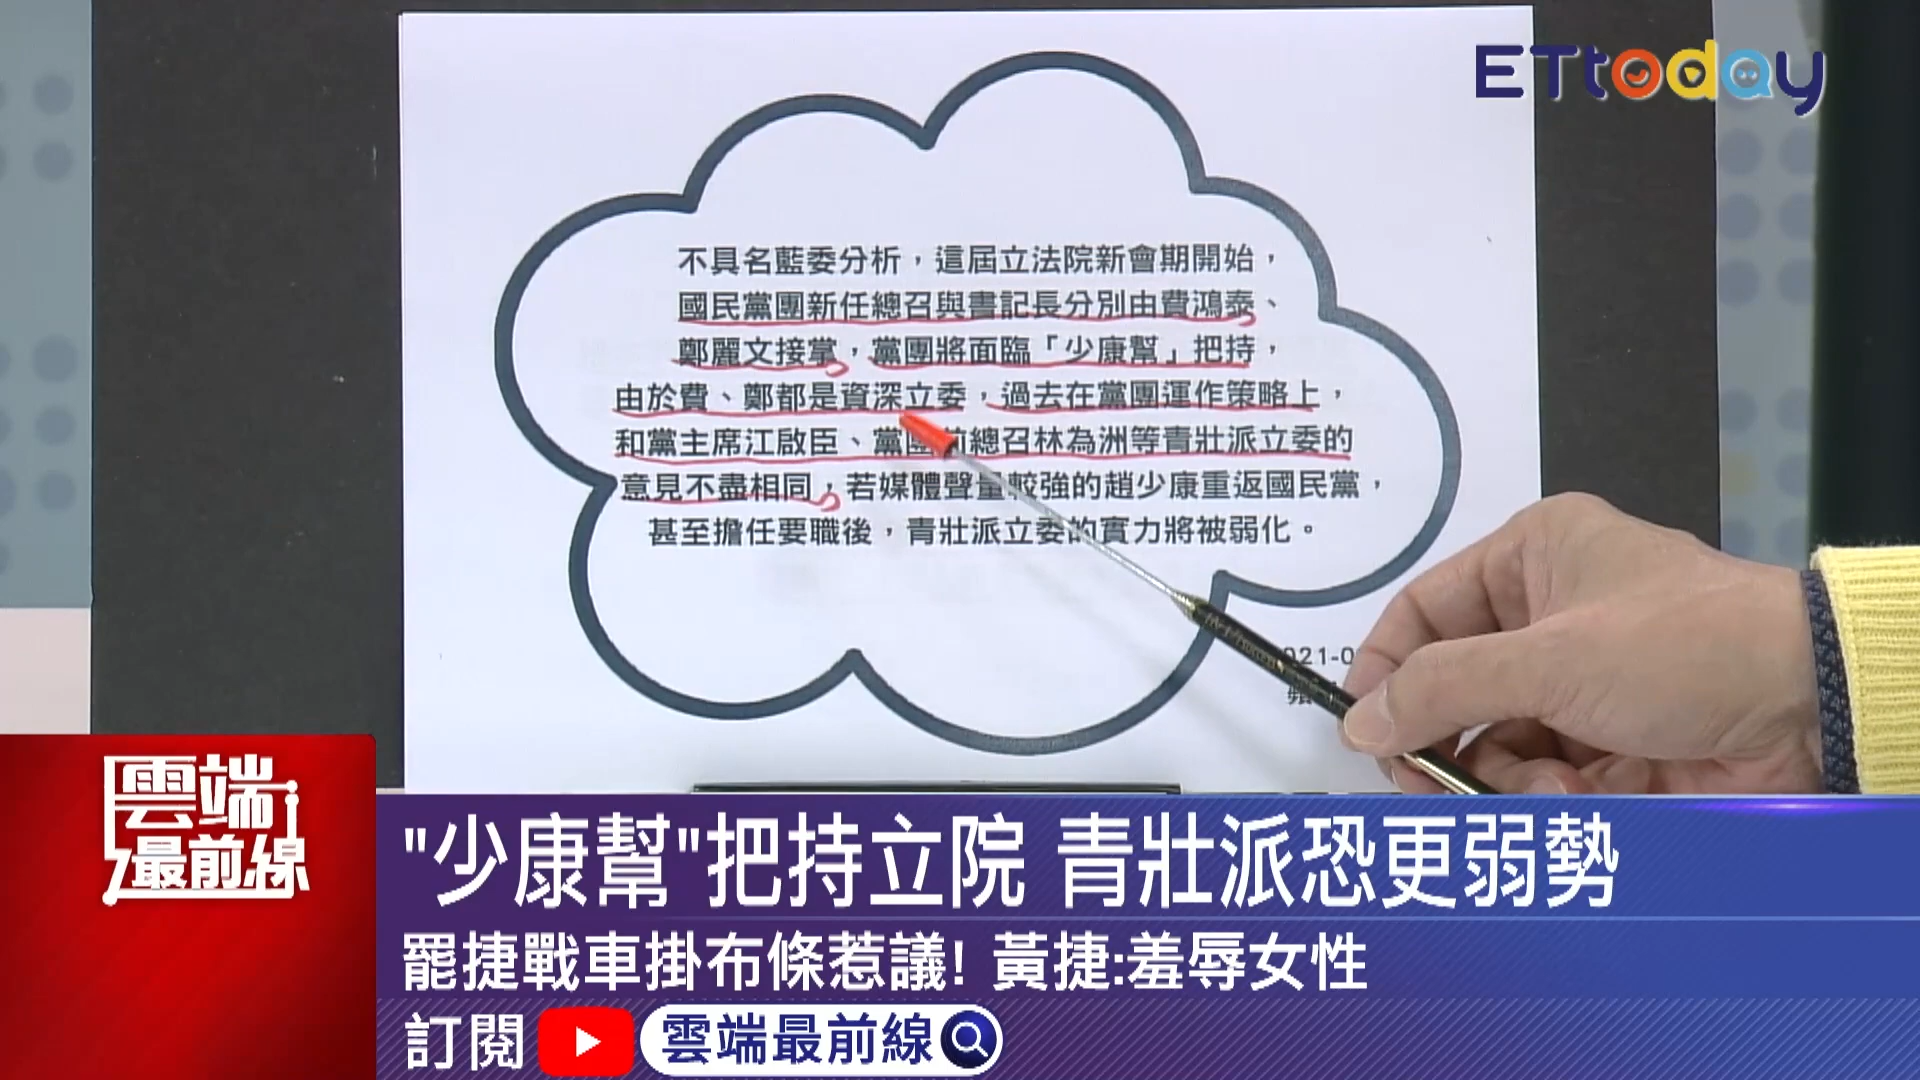 ETtoday
不具名藍委分析，這屆立法院新會期開始，
國民黨團新任總召與書記長分別由費鴻泰、
鄭麗文接掌，黨團將面臨「少康幫」把持，
由於費、鄭都是資深立委，過去在黨團運作策略上，
和黨主席江啟臣、黨團前總召林為洲等青壯派立委的
意見不盡相同，若媒體聲量較強的趙少康重返國民黨，
甚至擔任要職後，青壯派立委的實力將被弱化。
021-0
雲端
最前線
"少康幫"把持立院 青壯派恐更弱勢
罷捷戰車掛布條惹議! 黃捷:羞辱女性
訂閱 雲端最前線